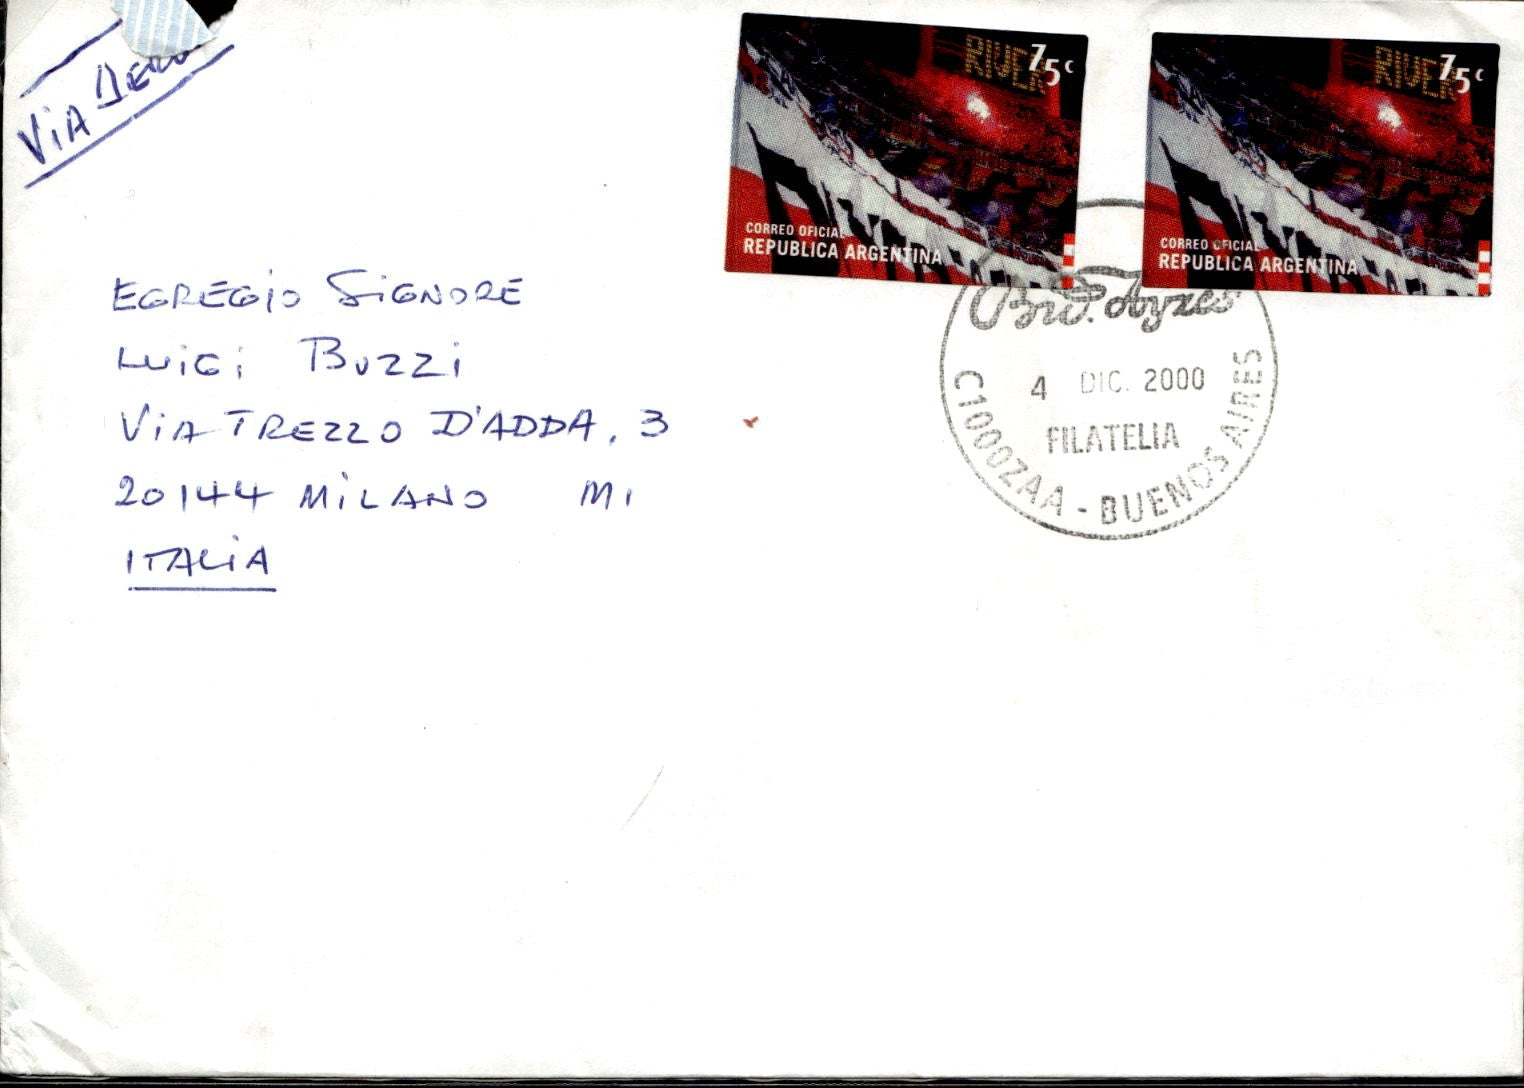 VIA AERE
RIVER 75c
CORREO OFICIAL
REPUBLICA ARGENTINA
RIVER 75c
CORREO OFICIAL
REPUBLICA ARGENTINA
4 DIC. 2000
FILATELIA
C1000ZAA - BUENOS AIRES
EGREGIO SIGNORE
LUIGI BUZZI
VIA TREZZO D'ADDA, 3
20144 MILANO MI
ITALIA